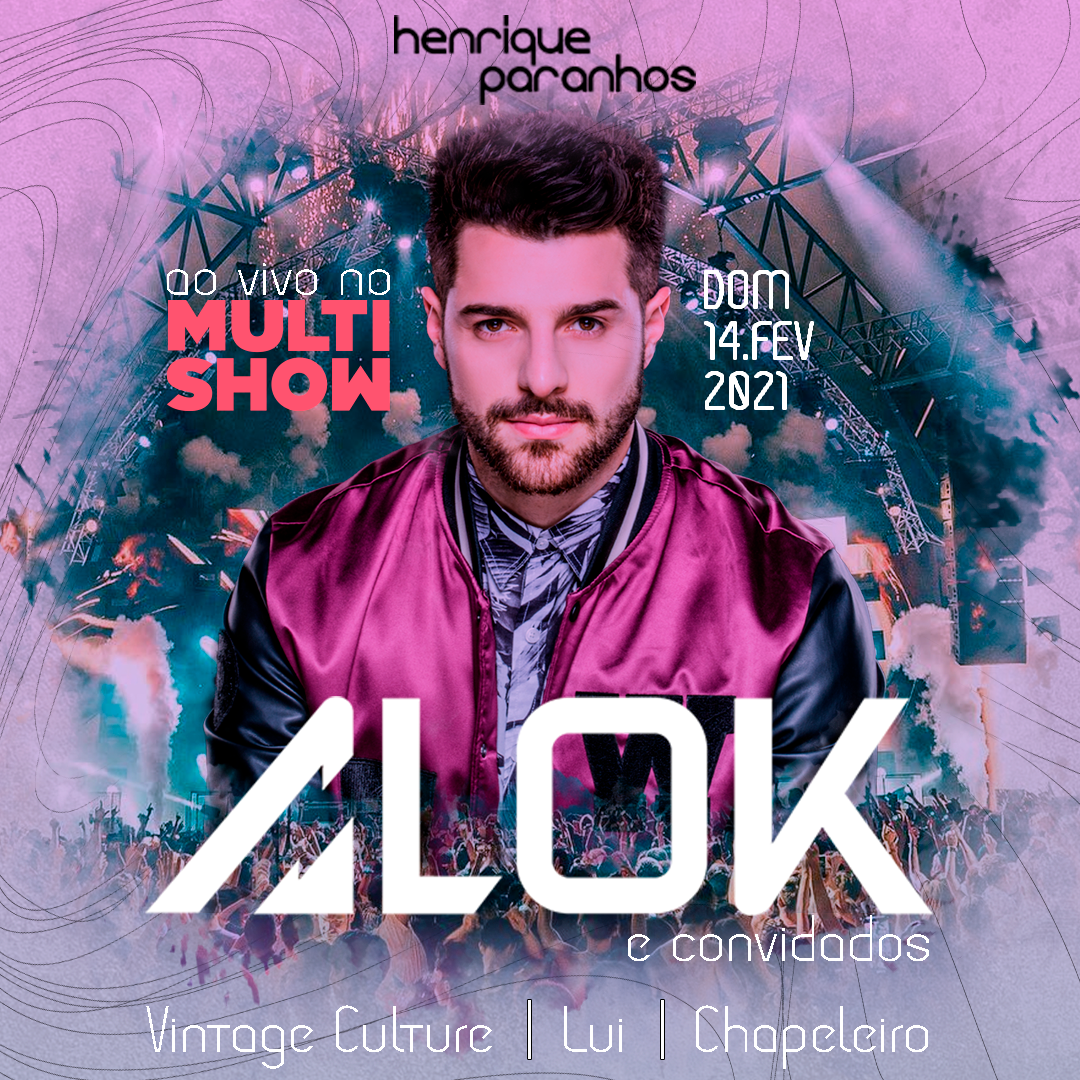 henrique
paranhos
ao vivo no
MULTI
SHOW
DOM
14.FEV
2021
ALOK
e convidados
Vintage Culture | Lui | Chapeleiro